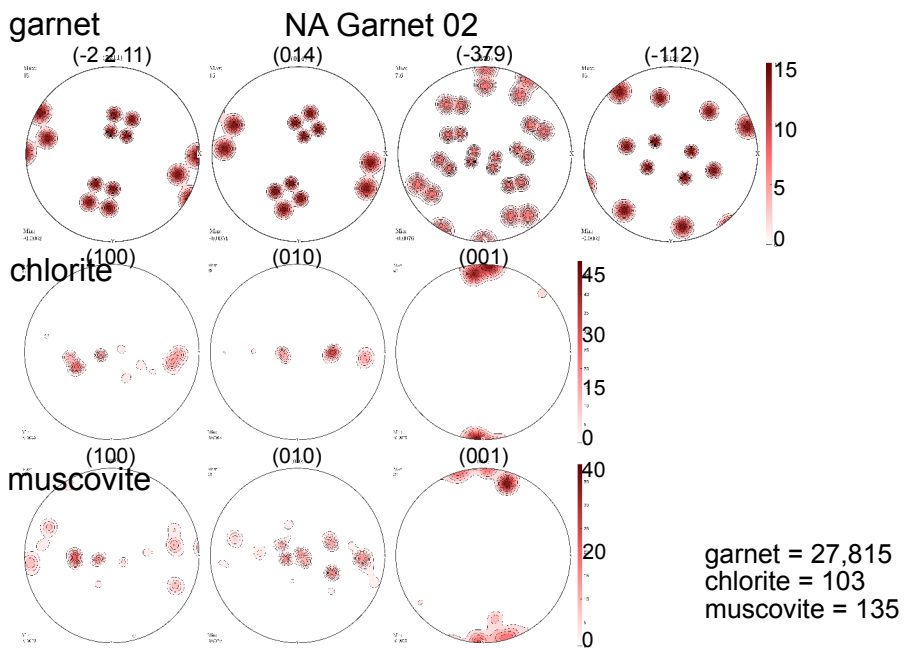 garnet NA Garnet 02
(-2 2.11) (014) (-379) (-112)
15
10
5
0
chlorite
(100) (010) (001)
45
30
15
0
muscovite
(100) (010) (001)
40
20
0
garnet = 27,815
chlorite = 103
muscovite = 135